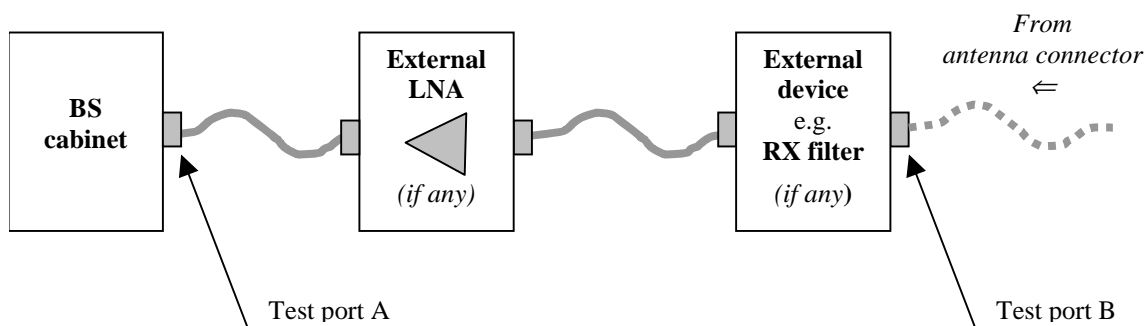 BS
cabinet
External
LNA
(if any)
External
device
e.g.
RX filter
(if any)
From
antenna connector
⇐
Test port A
Test port B